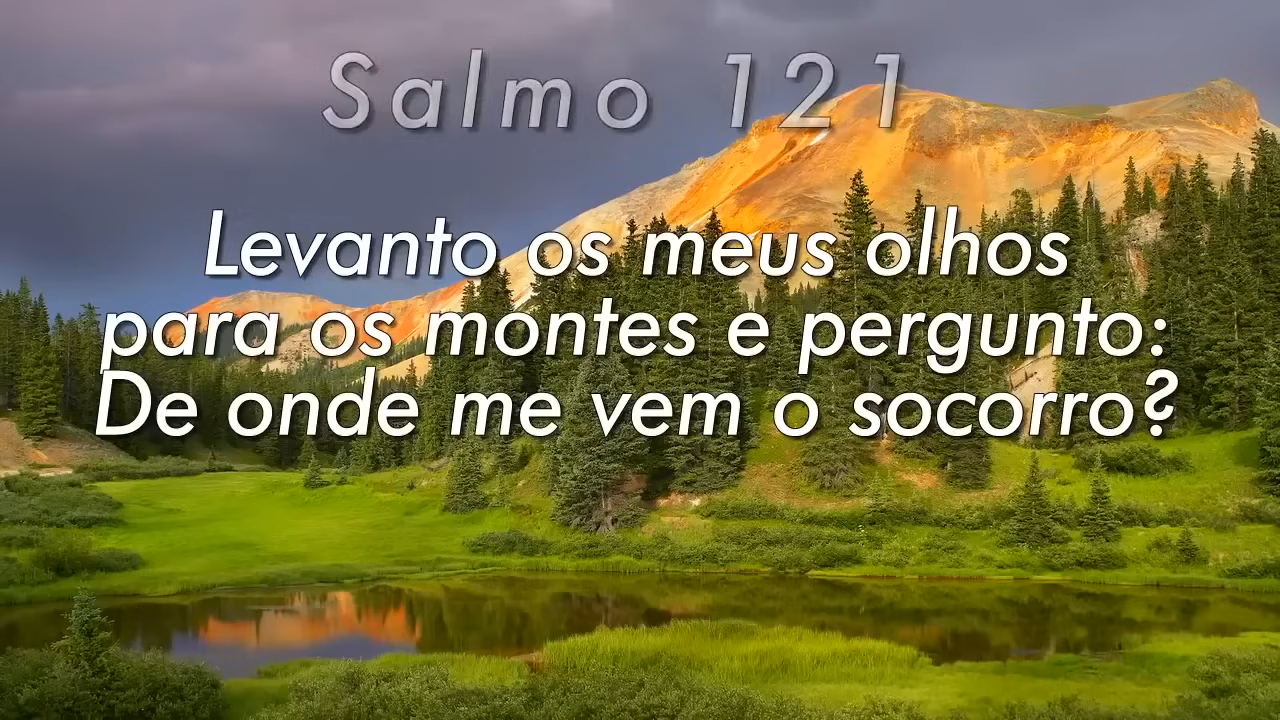 Salmo 121
Levanto os meus olhos
para os montes e pergunto:
De onde me vem o socorro?